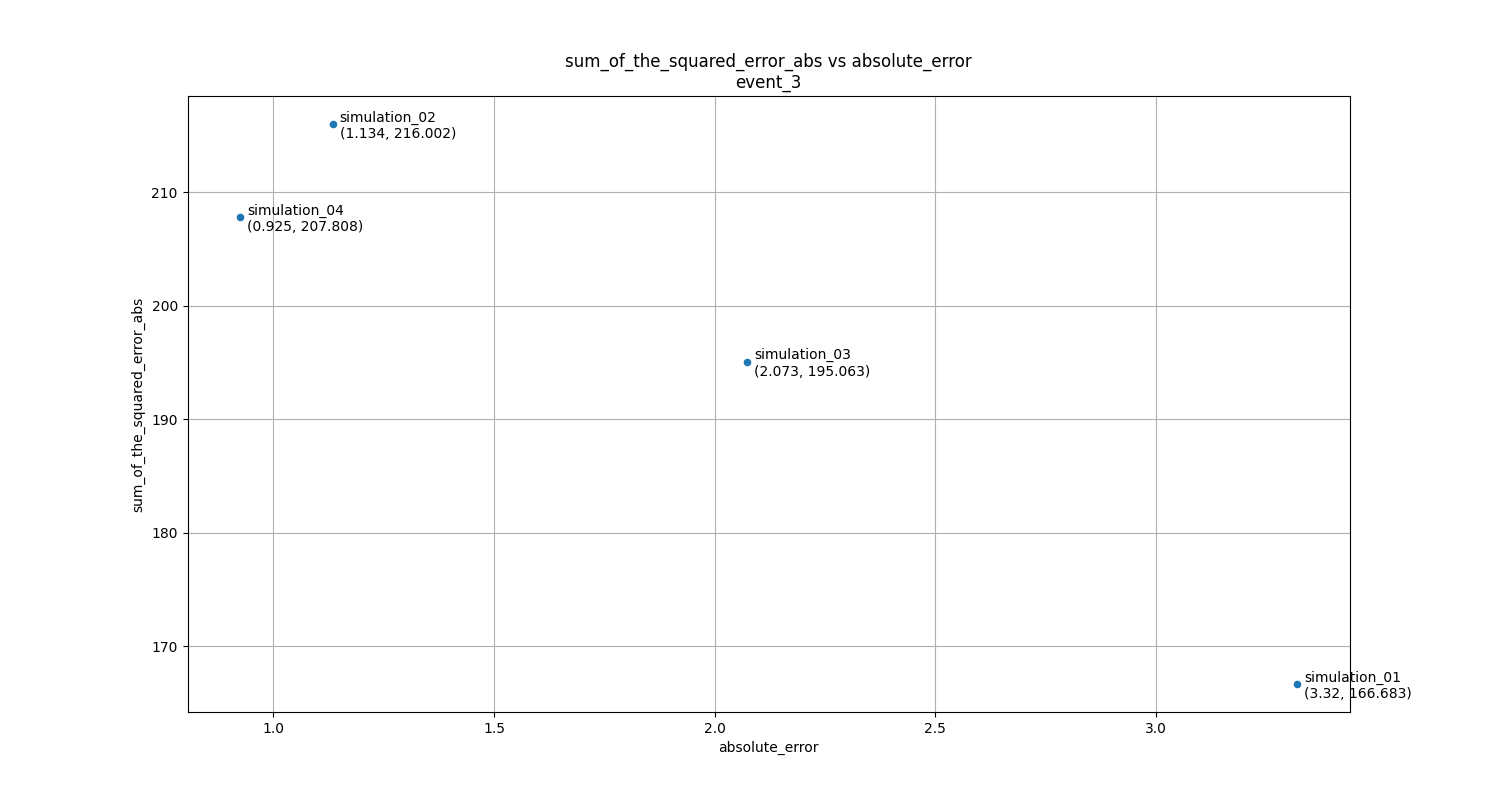 sum_of_the_squared_error_abs vs absolute_error
event_3
simulation_02
(1.134, 216.002)
simulation_04
(0.925, 207.808)
simulation_03
(2.073, 195.063)
simulation_01
(3.32, 166.683)
sum_of_the_squared_error_abs
210
200
190
180
170
1.0 1.5 2.0 2.5 3.0
absolute_error